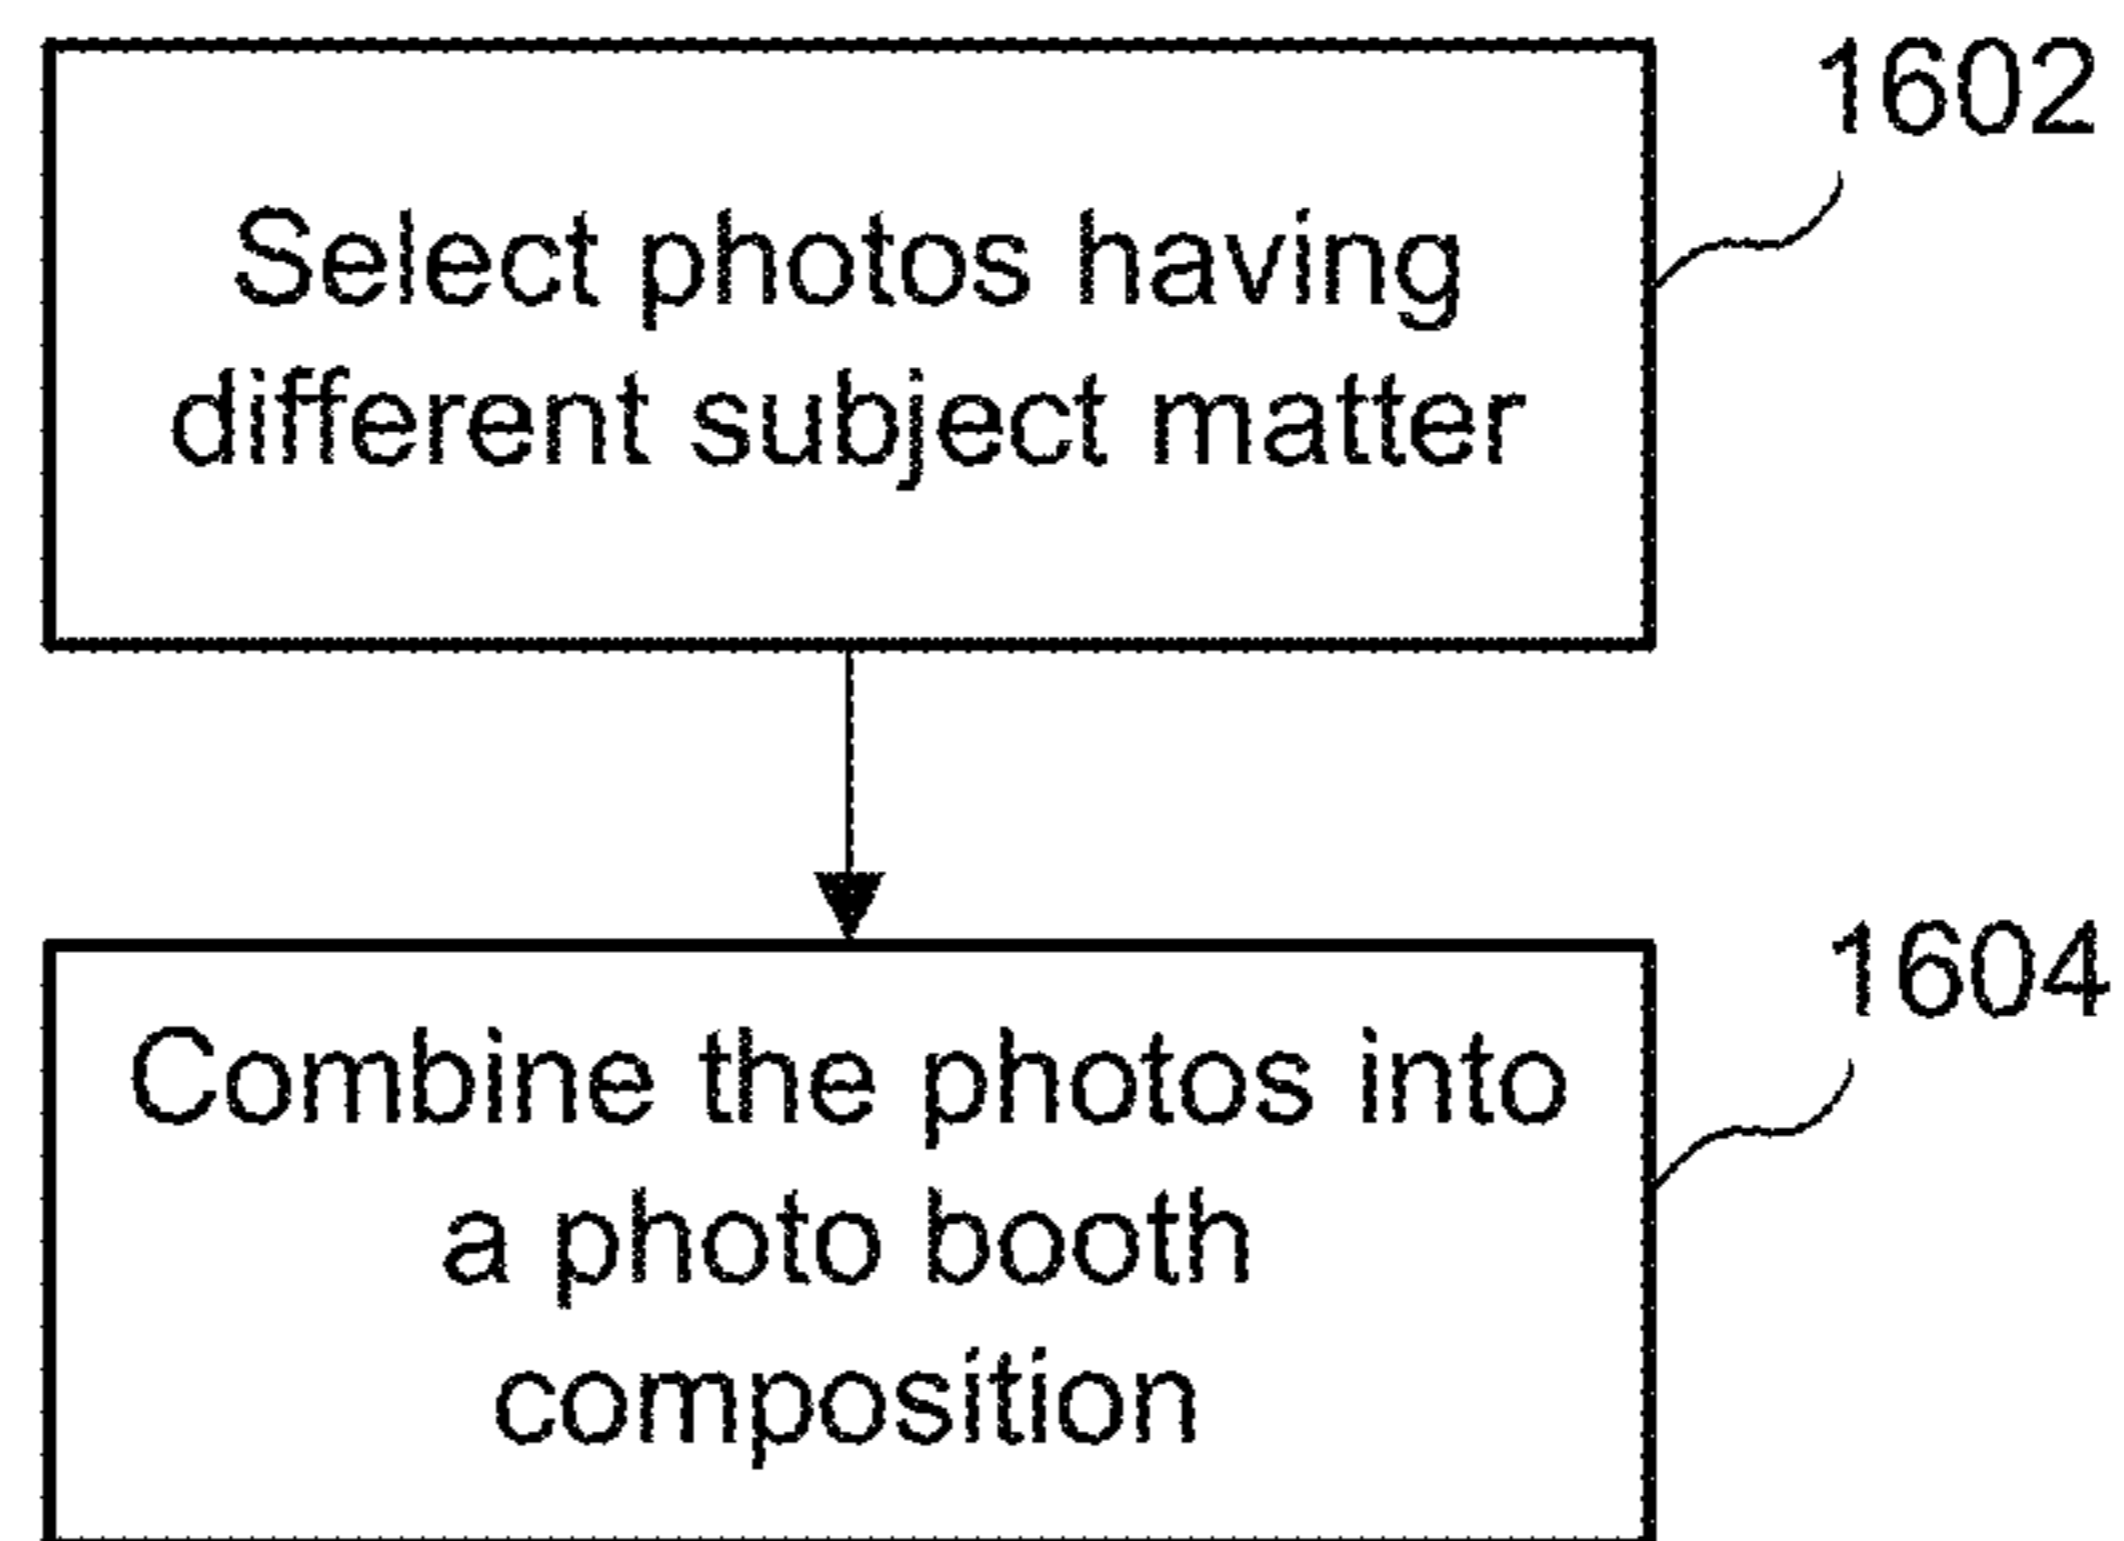 1602
Select photos having
different subject matter
1604
Combine the photos into
a photo booth
composition